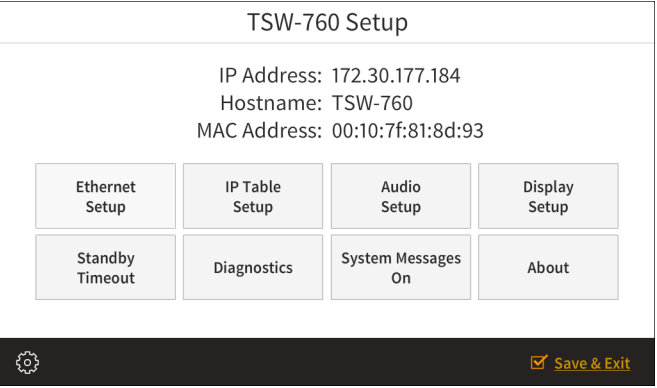 TSW-760 Setup
IP Address: 172.30.177.184
Hostname: TSW-760
MAC Address: 00:10:7f:81:8d:93
Ethernet
Setup
IP Table
Setup
Audio
Setup
Display
Setup
Standby
Timeout
Diagnostics
System Messages
On
About
Save & Exit